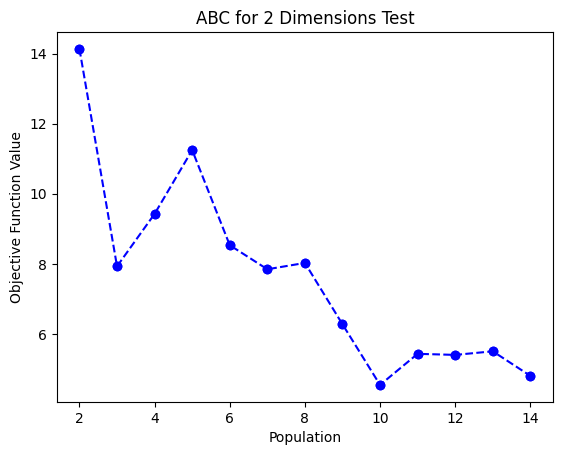 ABC for 2 Dimensions Test
14
12
10
8
6
Objective Function Value
2 4 6 8 10 12 14
Population